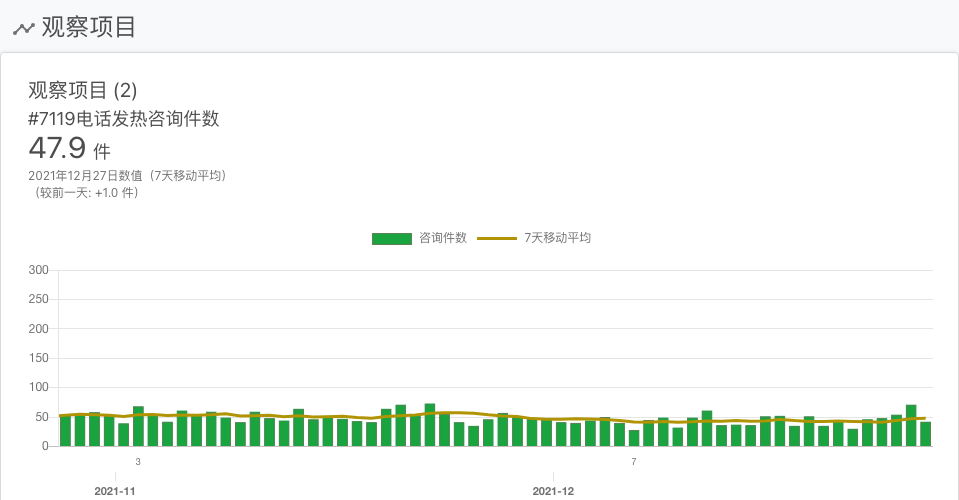 观察项目
观察项目 (2)
#7119电话发热咨询件数
47.9 件
2021年12月27日数值（7天移动平均）
（较前一天: +1.0 件）
咨询件数 7天移动平均
300
250
200
150
100
50
0
3 7
2021-11 2021-12